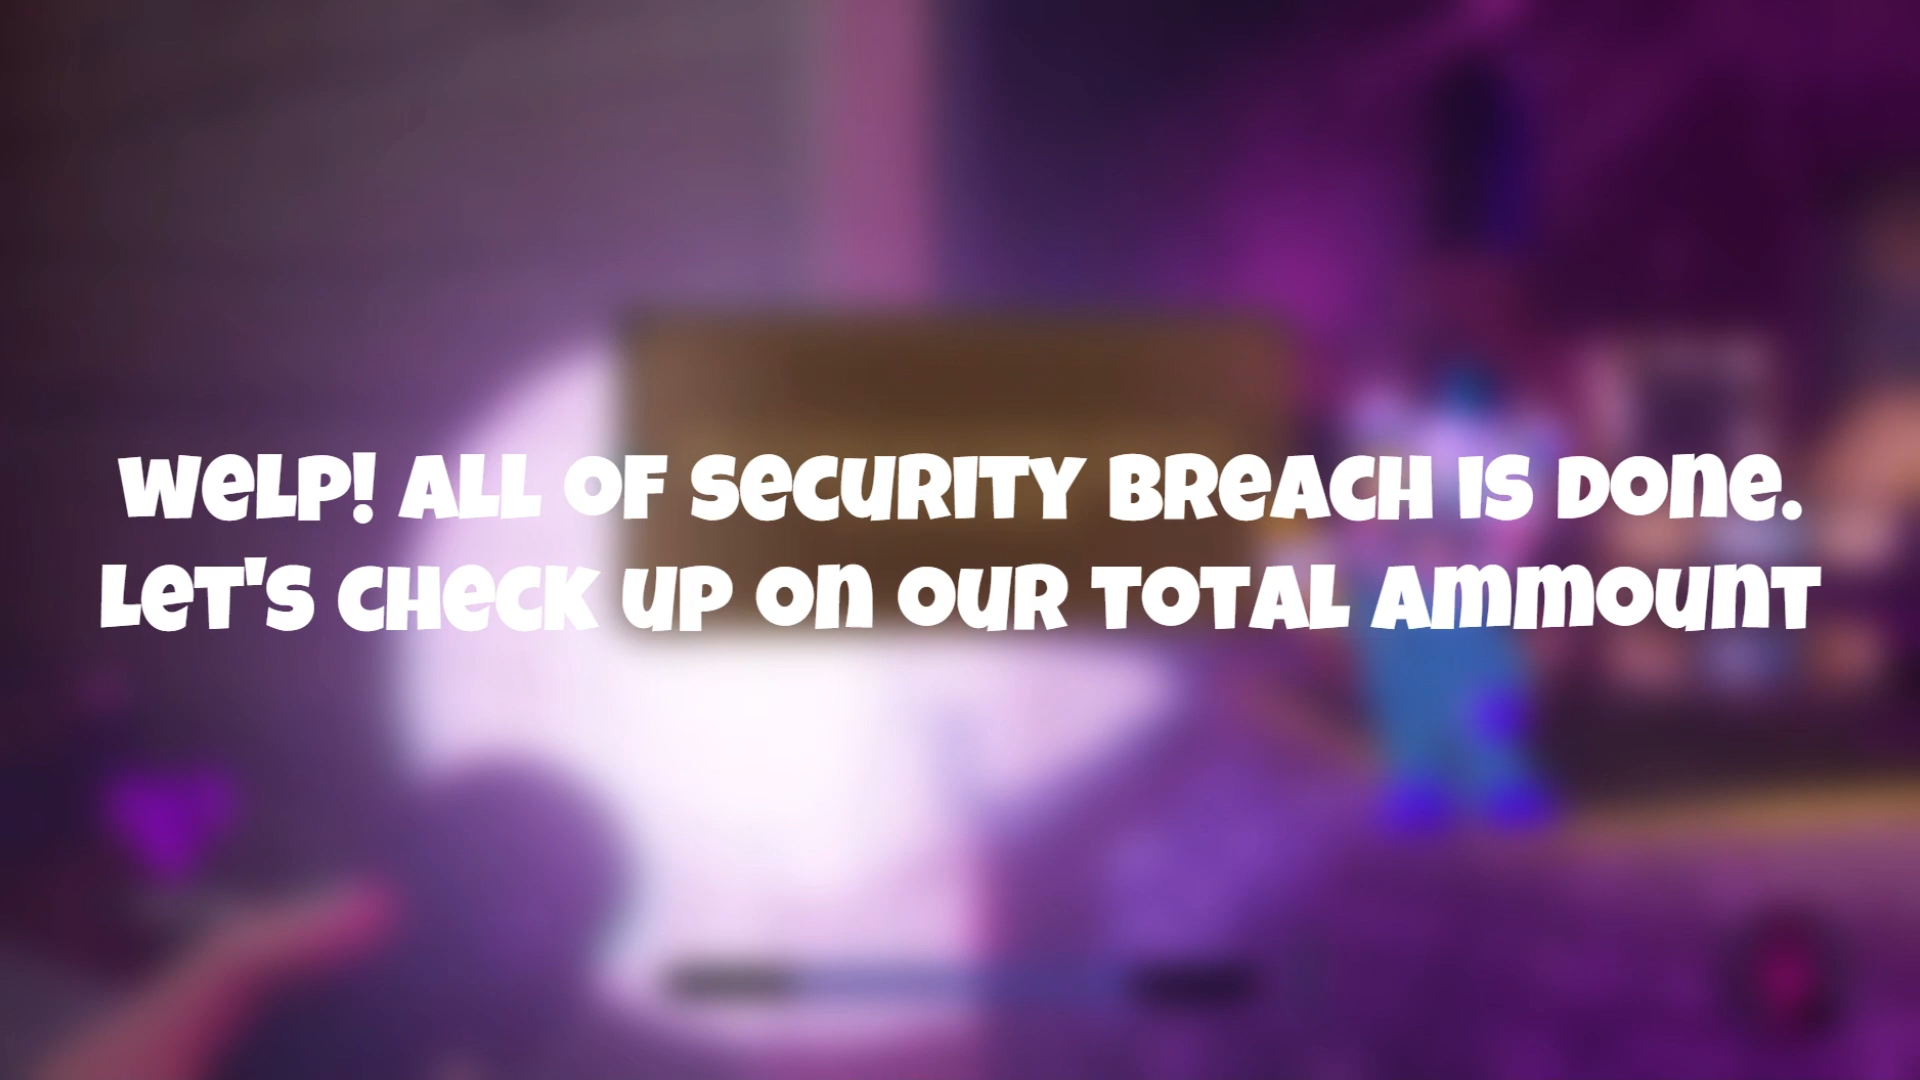 Welp! All of Security Breach is done.
Let's check up on our total ammount